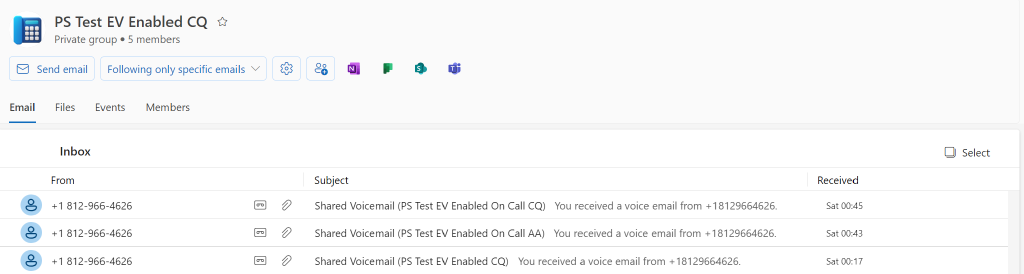 PS Test EV Enabled CQ
Private group • 5 members
Send email Following only specific emails
Email Files Events Members
Inbox
Select
From Subject Received
+1 812-966-4626 Shared Voicemail (PS Test EV Enabled On Call CQ) You received a voice email from +18129664626. Sat 00:45
+1 812-966-4626 Shared Voicemail (PS Test EV Enabled On Call AA) You received a voice email from +18129664626. Sat 00:43
+1 812-966-4626 Shared Voicemail (PS Test EV Enabled CQ) You received a voice email from +18129664626. Sat 00:17